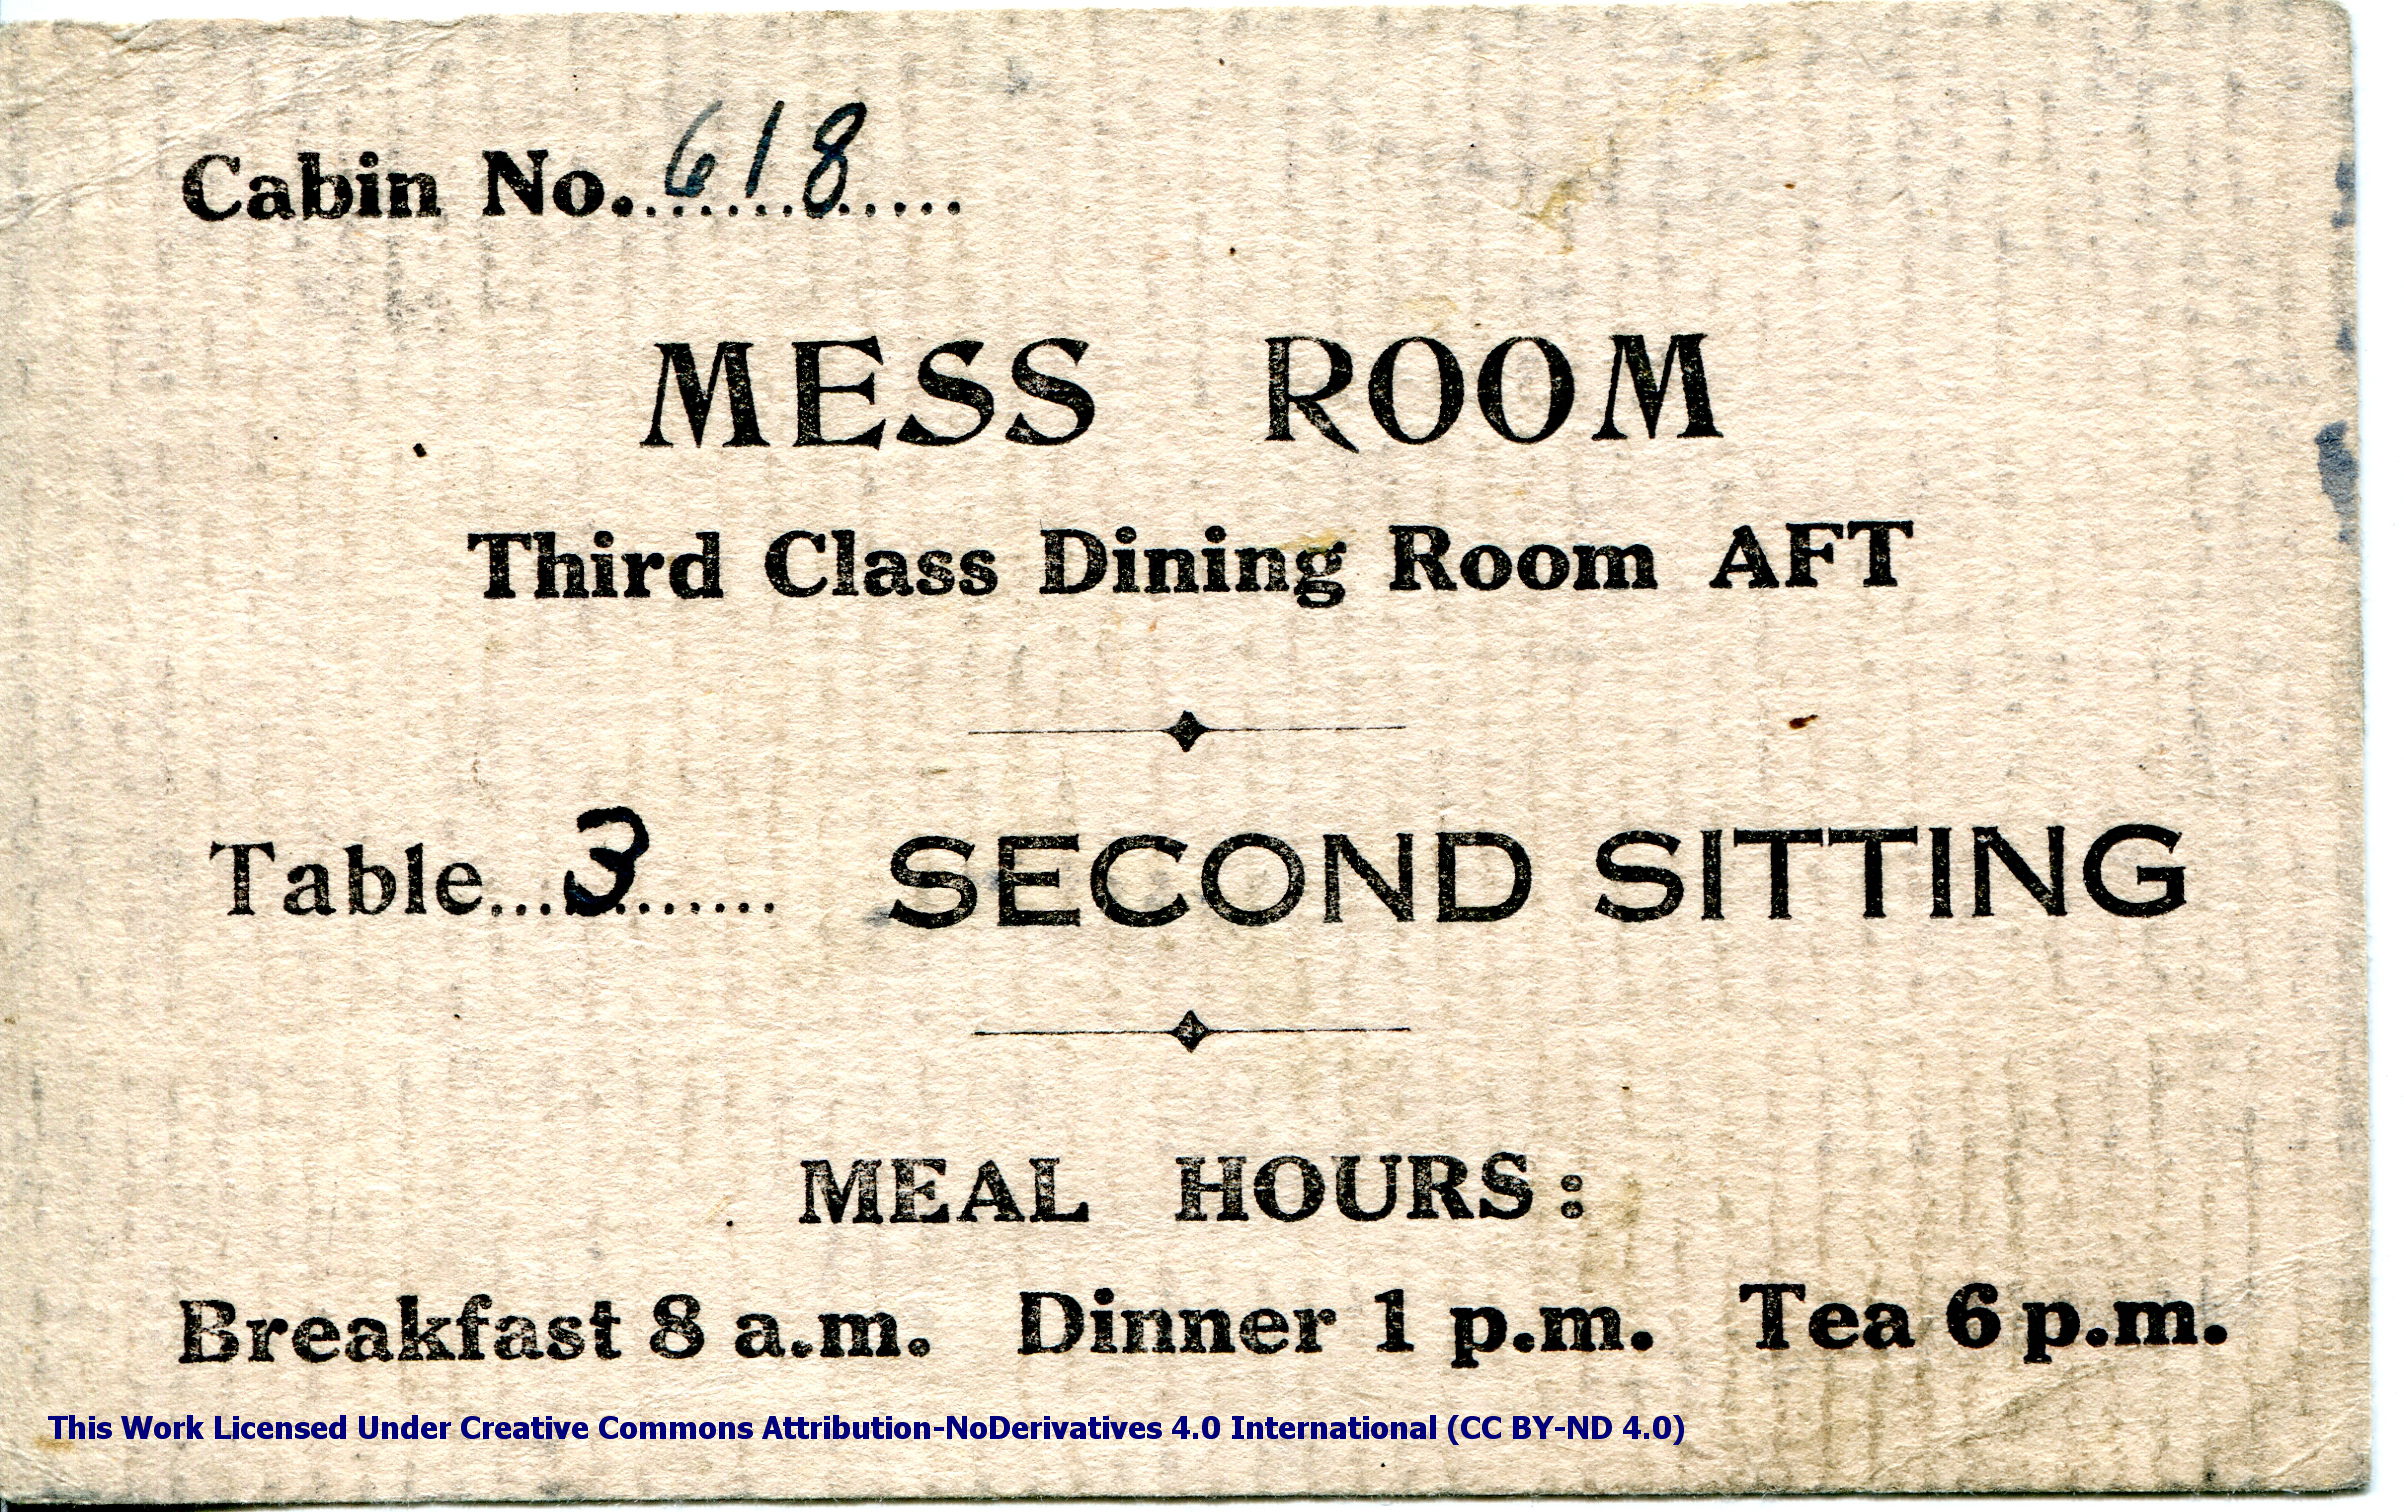 Cabin No. 618
MESS ROOM
Third Class Dining Room AFT
Table 3 SECOND SITTING
MEAL HOURS:
Breakfast 8 a.m. Dinner 1 p.m. Tea 6 p.m.
This Work Licensed Under Creative Commons Attribution-NoDerivatives 4.0 International (CC BY-ND 4.0)